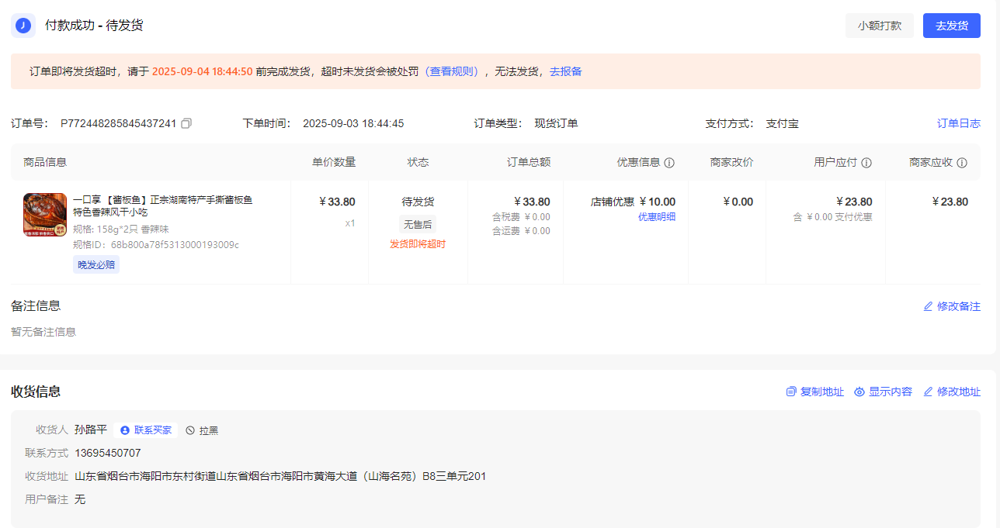 付款成功 - 待发货
小额打款 去发货
订单即将发货超时，请于 2025-09-04 18:44:50 前完成发货，超时未发货会被处罚（查看规则），无法发货，去报备
订单号： P772448285845437241 下单时间： 2025-09-03 18:44:45 订单类型： 现货订单 支付方式： 支付宝 订单日志
商品信息 单价数量 状态 订单总额 优惠信息 商家改价 用户应付 商家应收
一口享 【酱板鱼】正宗湖南特产手撕酱板鱼 ￥33.80 待发货 ￥33.80 店铺优惠 ￥10.00 ￥0.00 ￥23.80 ￥23.80
特色香辣风干小吃 含税费 ￥0.00 优惠明细 含 ￥0.00 支付优惠
规格: 158g*2只 香辣味 x1 无售后 含运费 ￥0.00
规格ID：68b800a78f5313000193009c 发货即将超时
晚发必赔
备注信息 修改备注
暂无备注信息
收货信息 复制地址 显示内容 修改地址
收货人 孙路平 联系买家 拉黑
联系方式 13695450707
收货地址 山东省烟台市海阳市东村街道山东省烟台市海阳市黄海大道（山海名苑）B8三单元201
用户备注 无